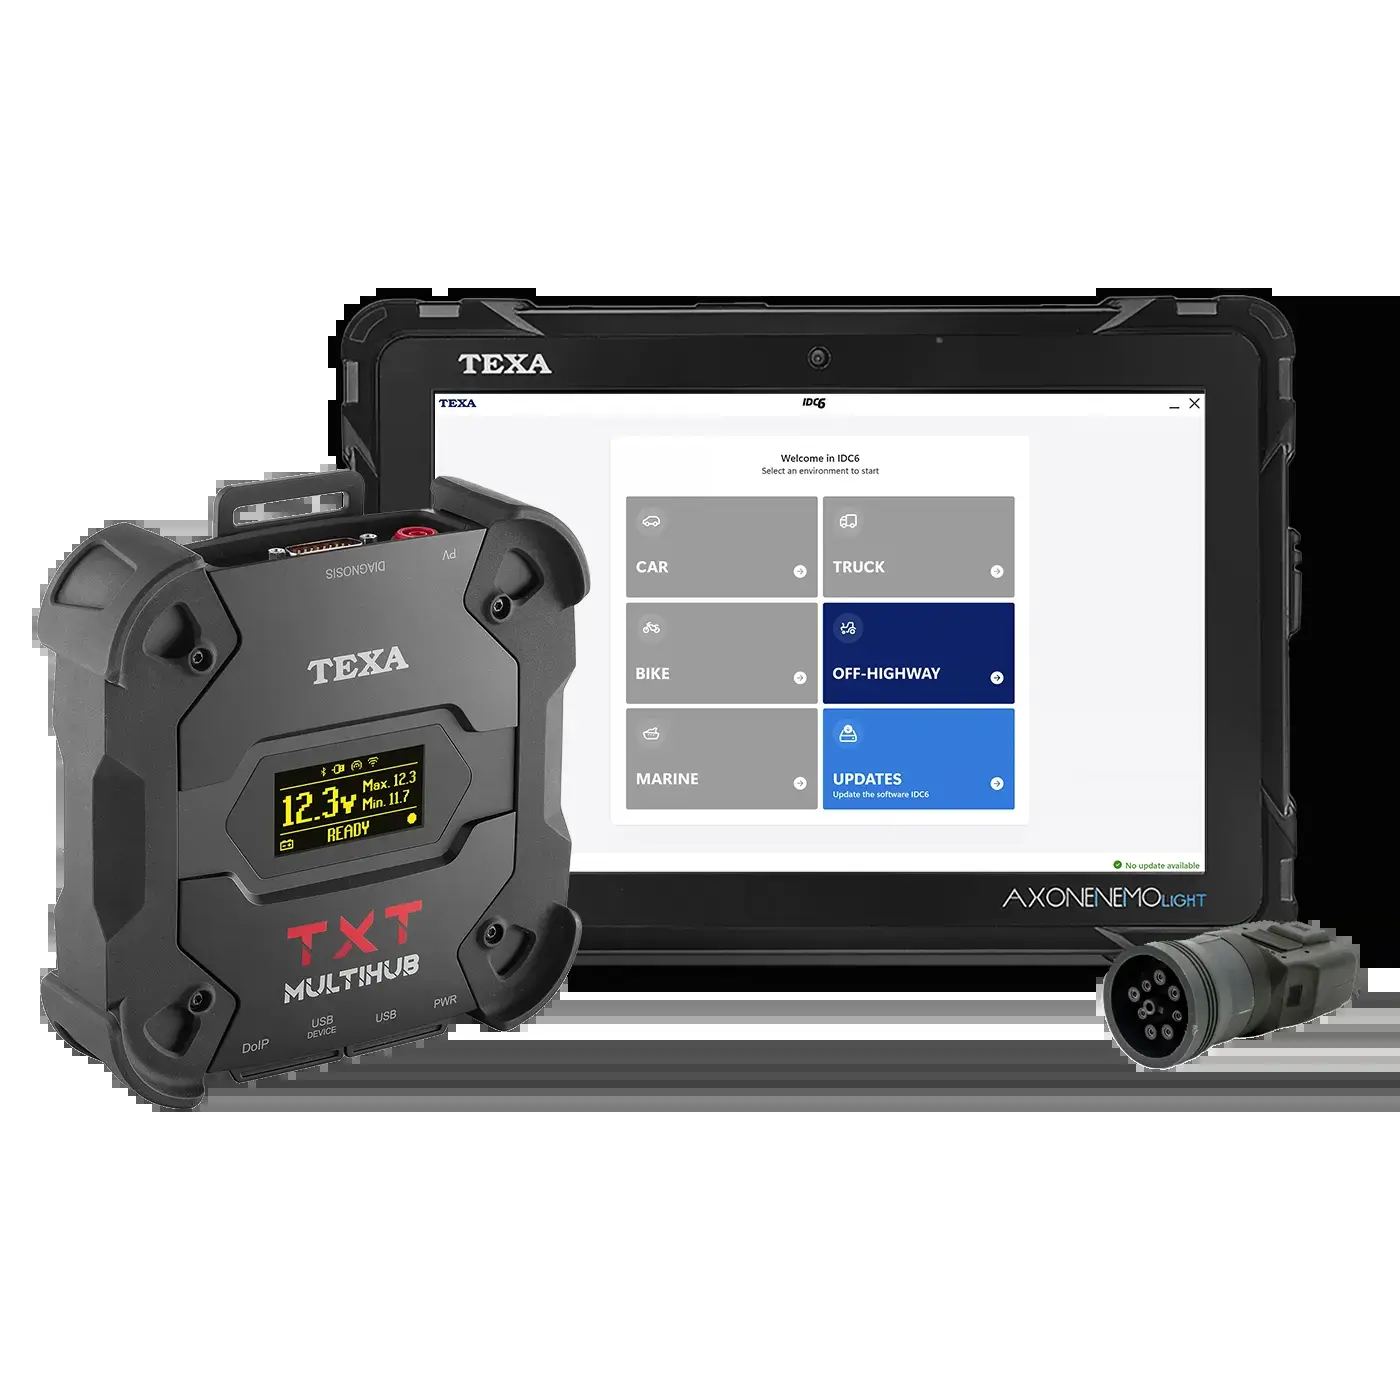 TEXA
TEXA
IDC6
Welcome in IDC6
Select an environment to start
CAR
TRUCK
BIKE
OFF-HIGHWAY
MARINE
UPDATES
Update the software IDC6
No update available
AXONENEMOLIGHT
DIAGNOSIS
PV
TEXA
12.3v
Max. 12.3
Min. 11.7
READY
TXT
MULTIHUB
DoIP
USB
DEVICE
USB
PWR